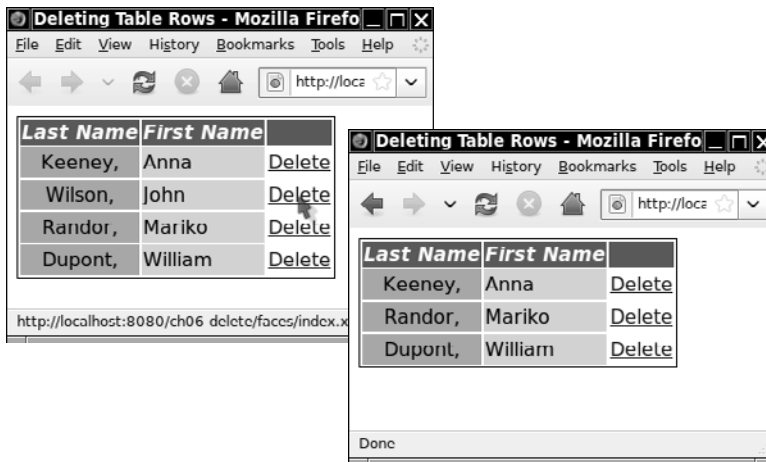 Deleting Table Rows - Mozilla Firefo
File Edit View History Bookmarks Tools Help
http://loca
Last Name First Name
Keeney, Anna Delete
Wilson, John Delete
Randor, Mariko Delete
Dupont, William Delete
http://localhost:8080/ch06 delete/faces/index.x
Deleting Table Rows - Mozilla Firefo
File Edit View History Bookmarks Tools Help
http://loca
Last Name First Name
Keeney, Anna Delete
Randor, Mariko Delete
Dupont, William Delete
Done